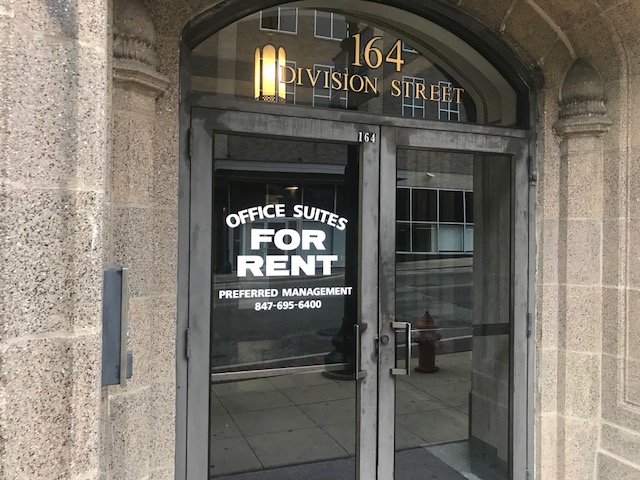 164
DIVISION STREET
164
OFFICE SUITES
FOR
RENT
PREFERRED MANAGEMENT
847-695-6400